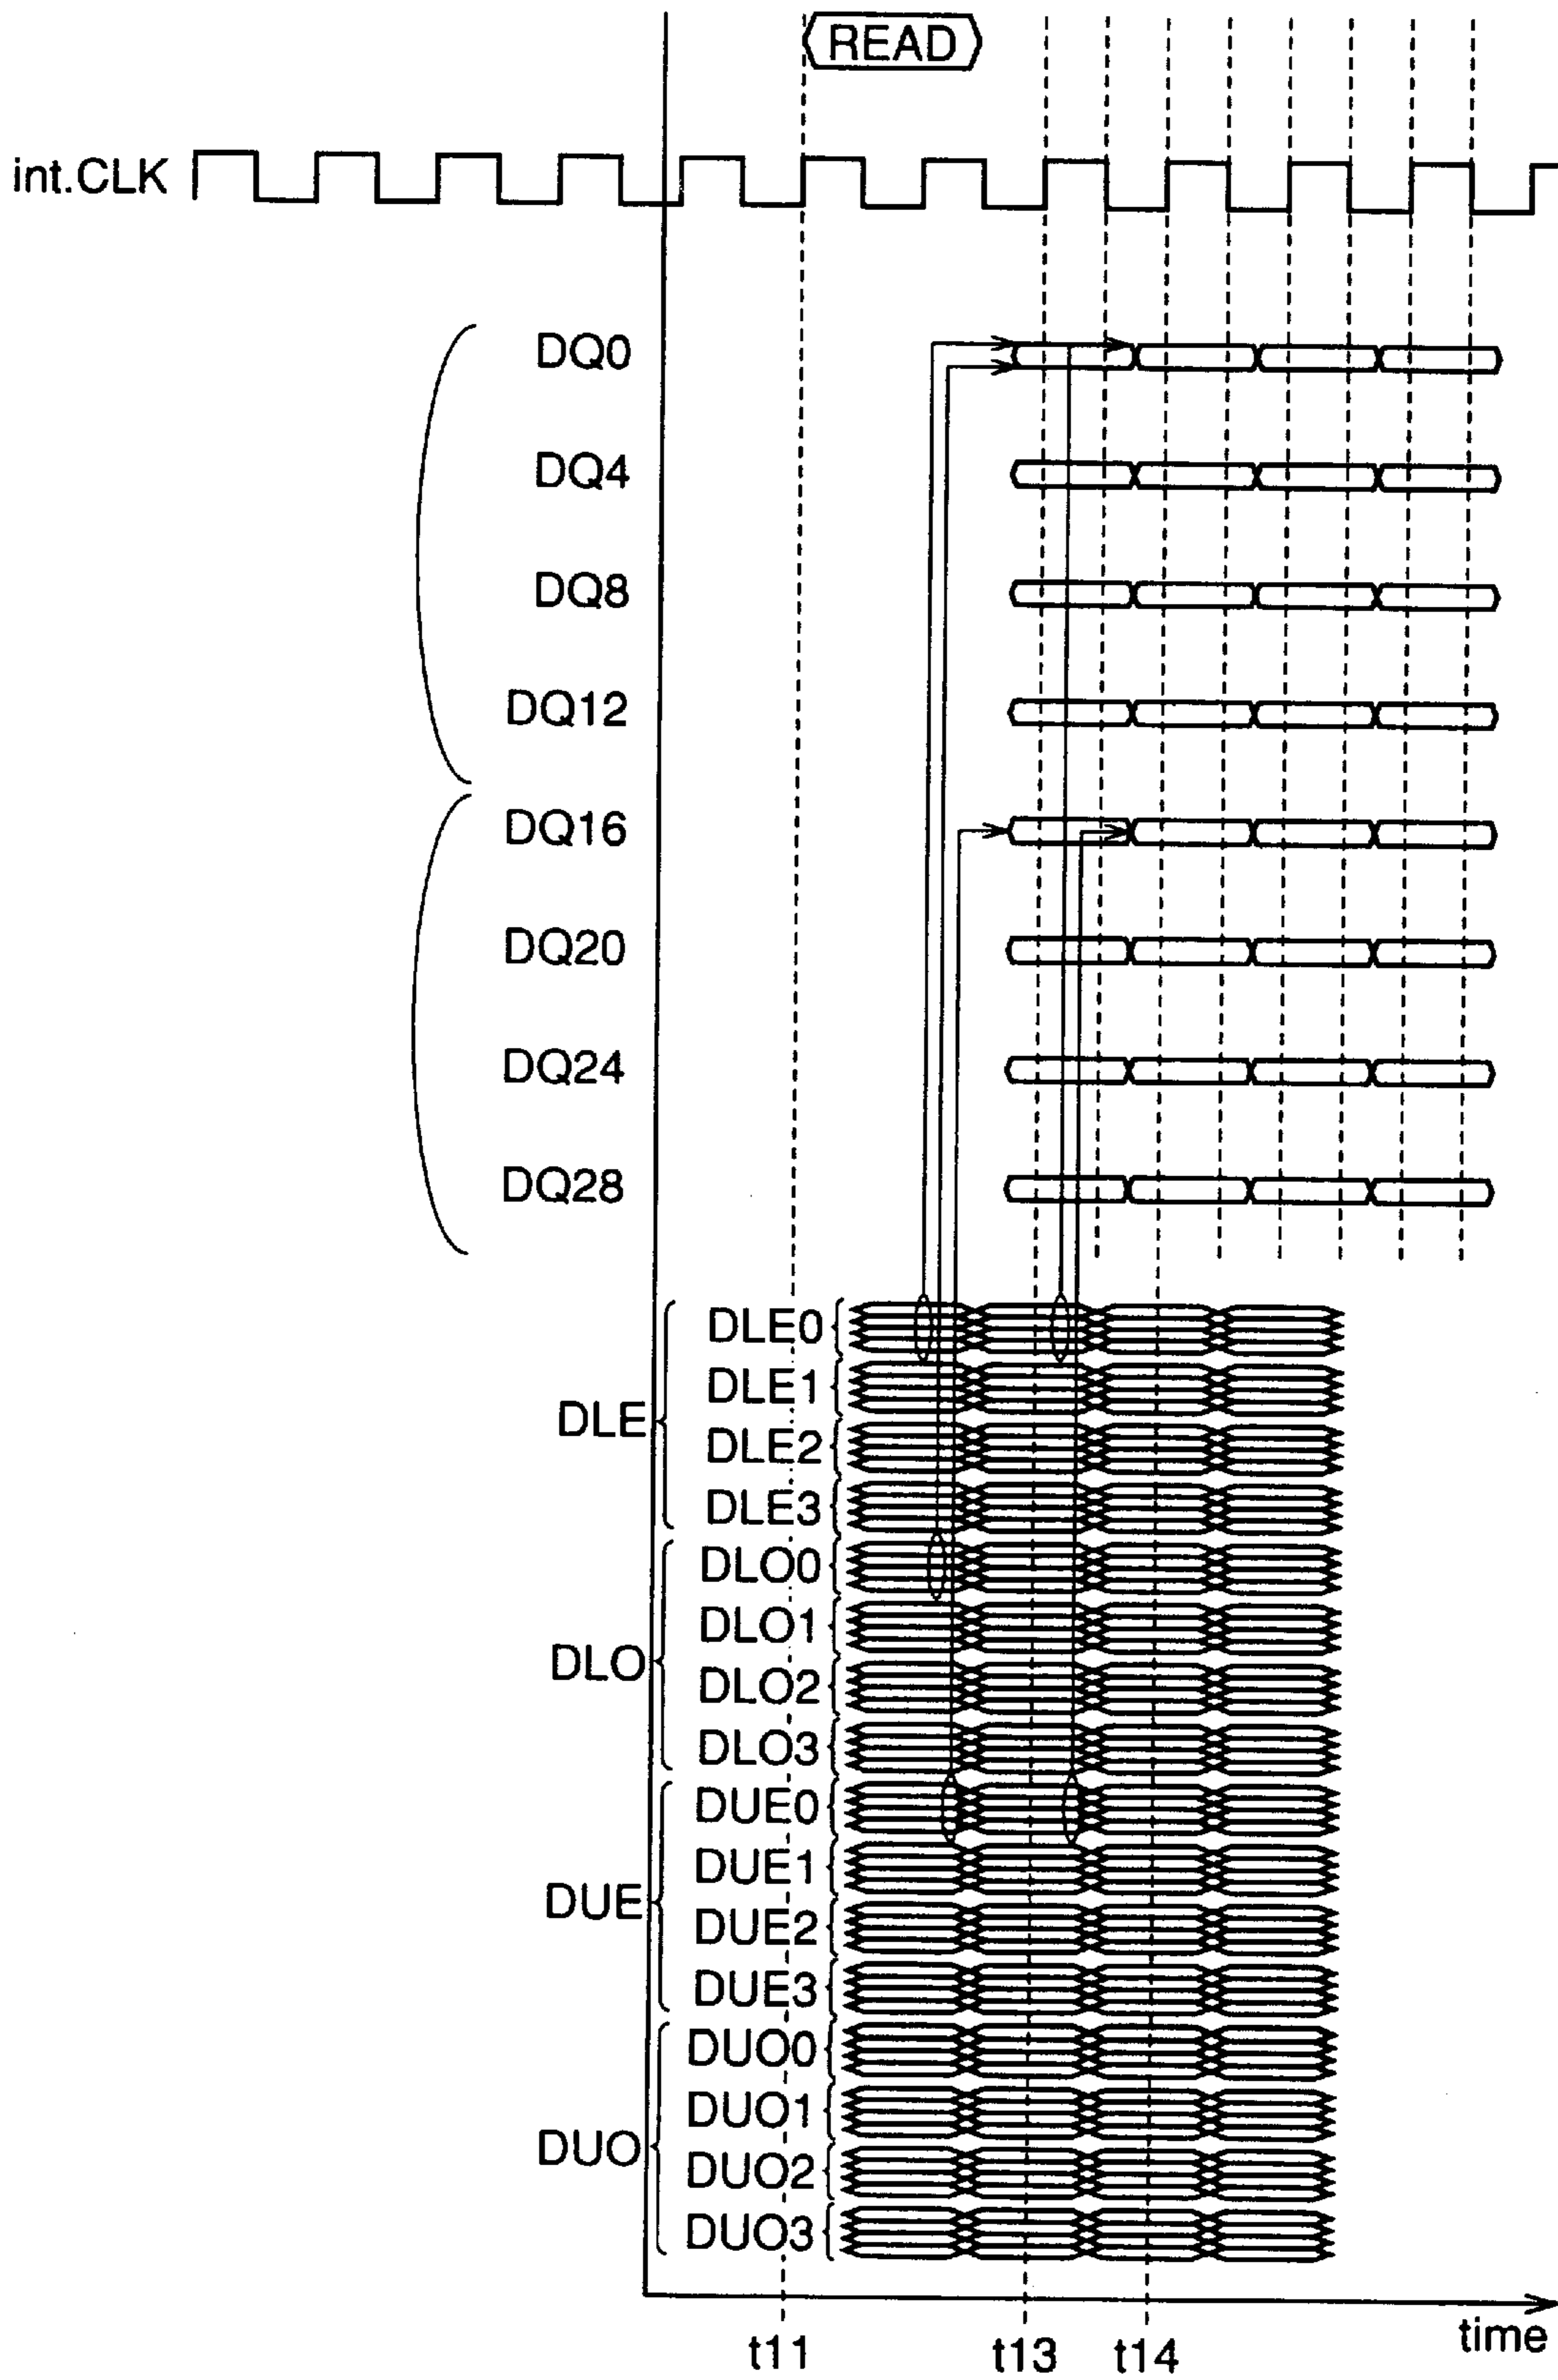 READ
int.CLK
DQ0
DQ4
DQ8
DQ12
DQ16
DQ20
DQ24
DQ28
DLE0
DLE1
DLE
DLE2
DLE3
DLO0
DLO1
DLO
DLO2
DLO3
DUE0
DUE1
DUE
DUE2
DUE3
DUO0
DUO1
DUO
DUO2
DUO3
time
t11 t13 t14